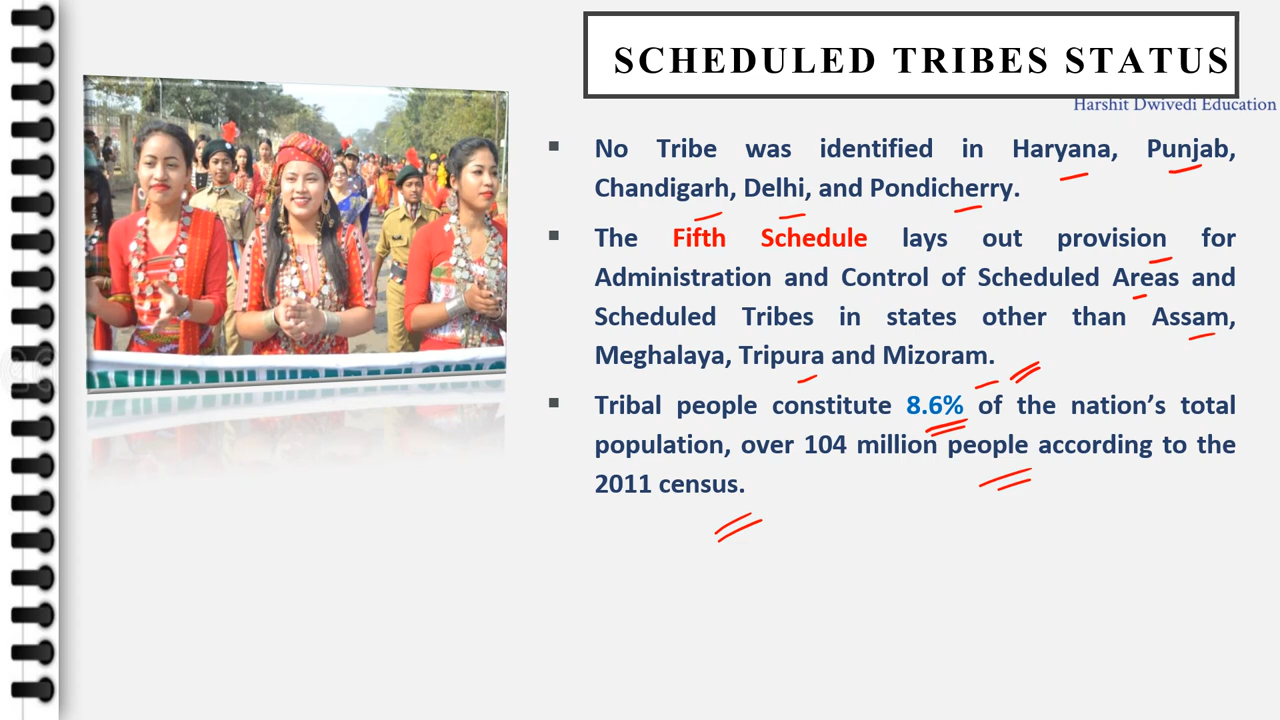 SCHEDULED TRIBES STATUS
Harshit Dwivedi Education
▪ No Tribe was identified in Haryana, Punjab,
Chandigarh, Delhi, and Pondicherry.
▪ The Fifth Schedule lays out provision for
Administration and Control of Scheduled Areas and
Scheduled Tribes in states other than Assam,
Meghalaya, Tripura and Mizoram.
▪ Tribal people constitute 8.6% of the nation’s total
population, over 104 million people according to the
2011 census.